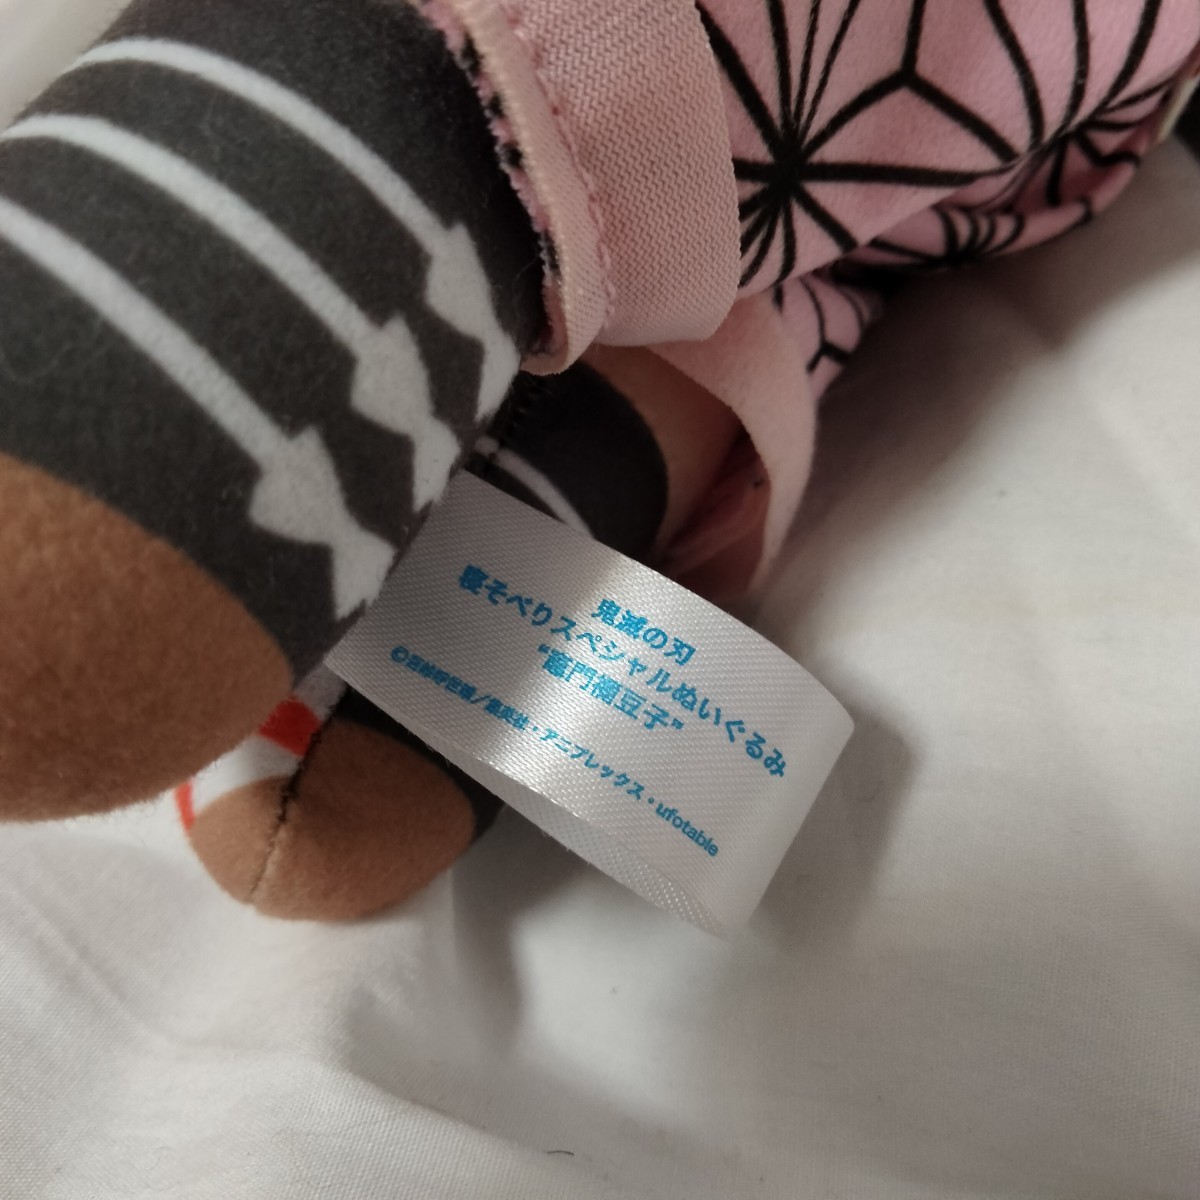 鬼滅の刃
寝そべりスペシャルぬいぐるみ
“竈門禰豆子”
©吾峠呼世晴／集英社・アニプレックス・ufotable